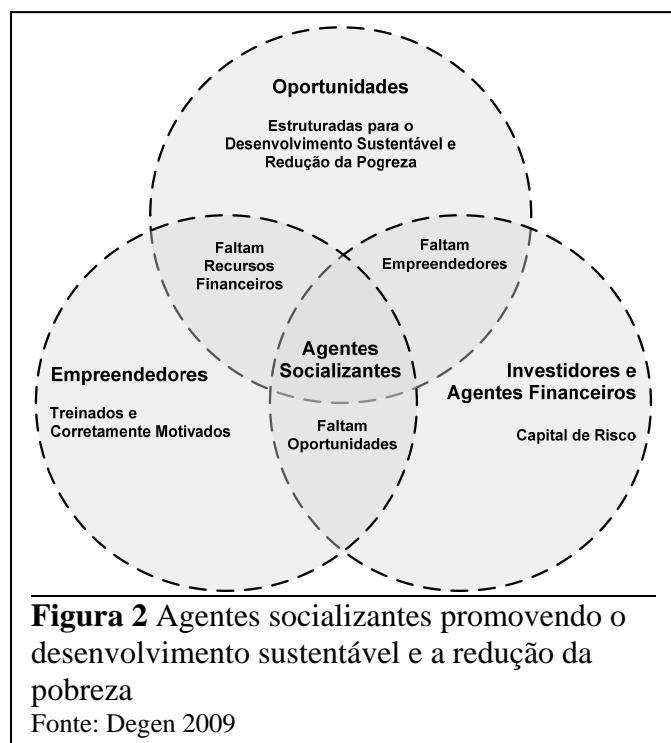 Oportunidades
Estruturadas para o
Desenvolvimento Sustentável e
Redução da Pogreza
Faltam
Recursos
Financeiros
Faltam
Empreendedores
Agentes
Socializantes
Empreendedores
Treinados e
Corretamente Motivados
Investidores e
Agentes Financeiros
Capital de Risco
Faltam
Oportunidades
Figura 2 Agentes socializantes promovendo o
desenvolvimento sustentável e a redução da
pobreza
Fonte: Degen 2009